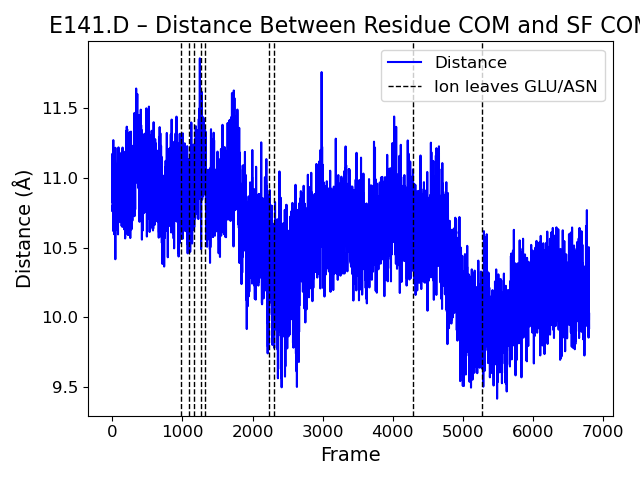 E141.D – Distance Between Residue COM and SF COM
Distance
Ion leaves GLU/ASN
Distance (Å)
11.5
11.0
10.5
10.0
9.5
0 1000 2000 3000 4000 5000 6000 7000
Frame